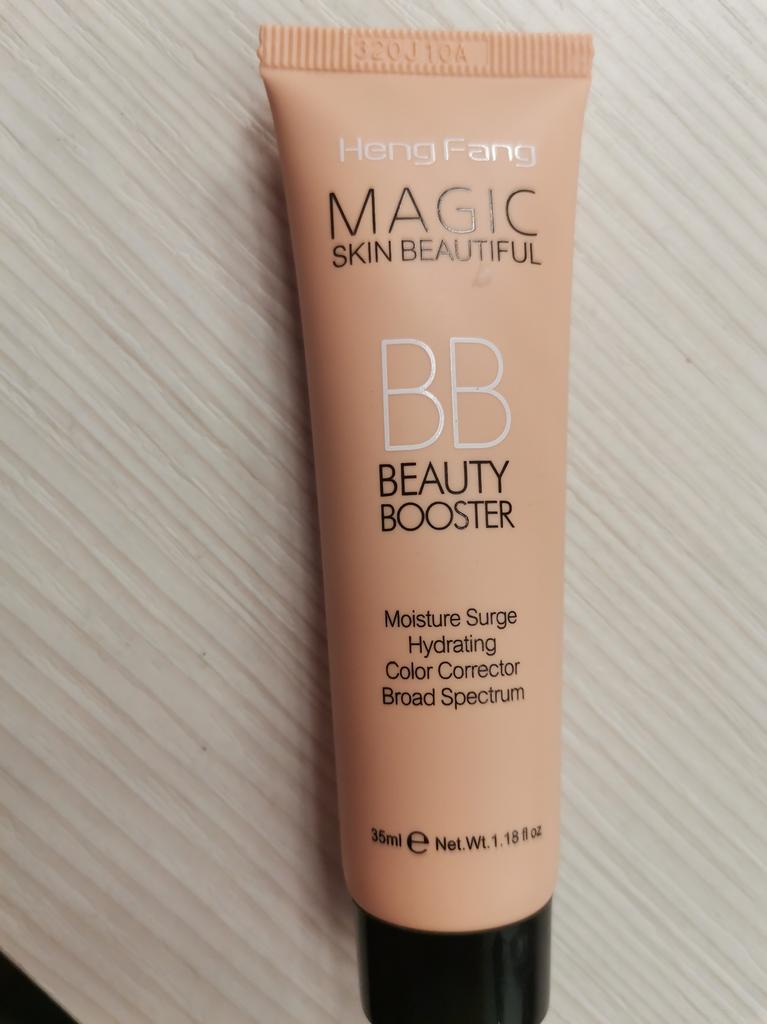 320J10A
Heng Fang
MAGIC
SKIN BEAUTIFUL
BB
BEAUTY
BOOSTER
Moisture Surge
Hydrating
Color Corrector
Broad Spectrum
35ml e Net.Wt.1.18 fl oz